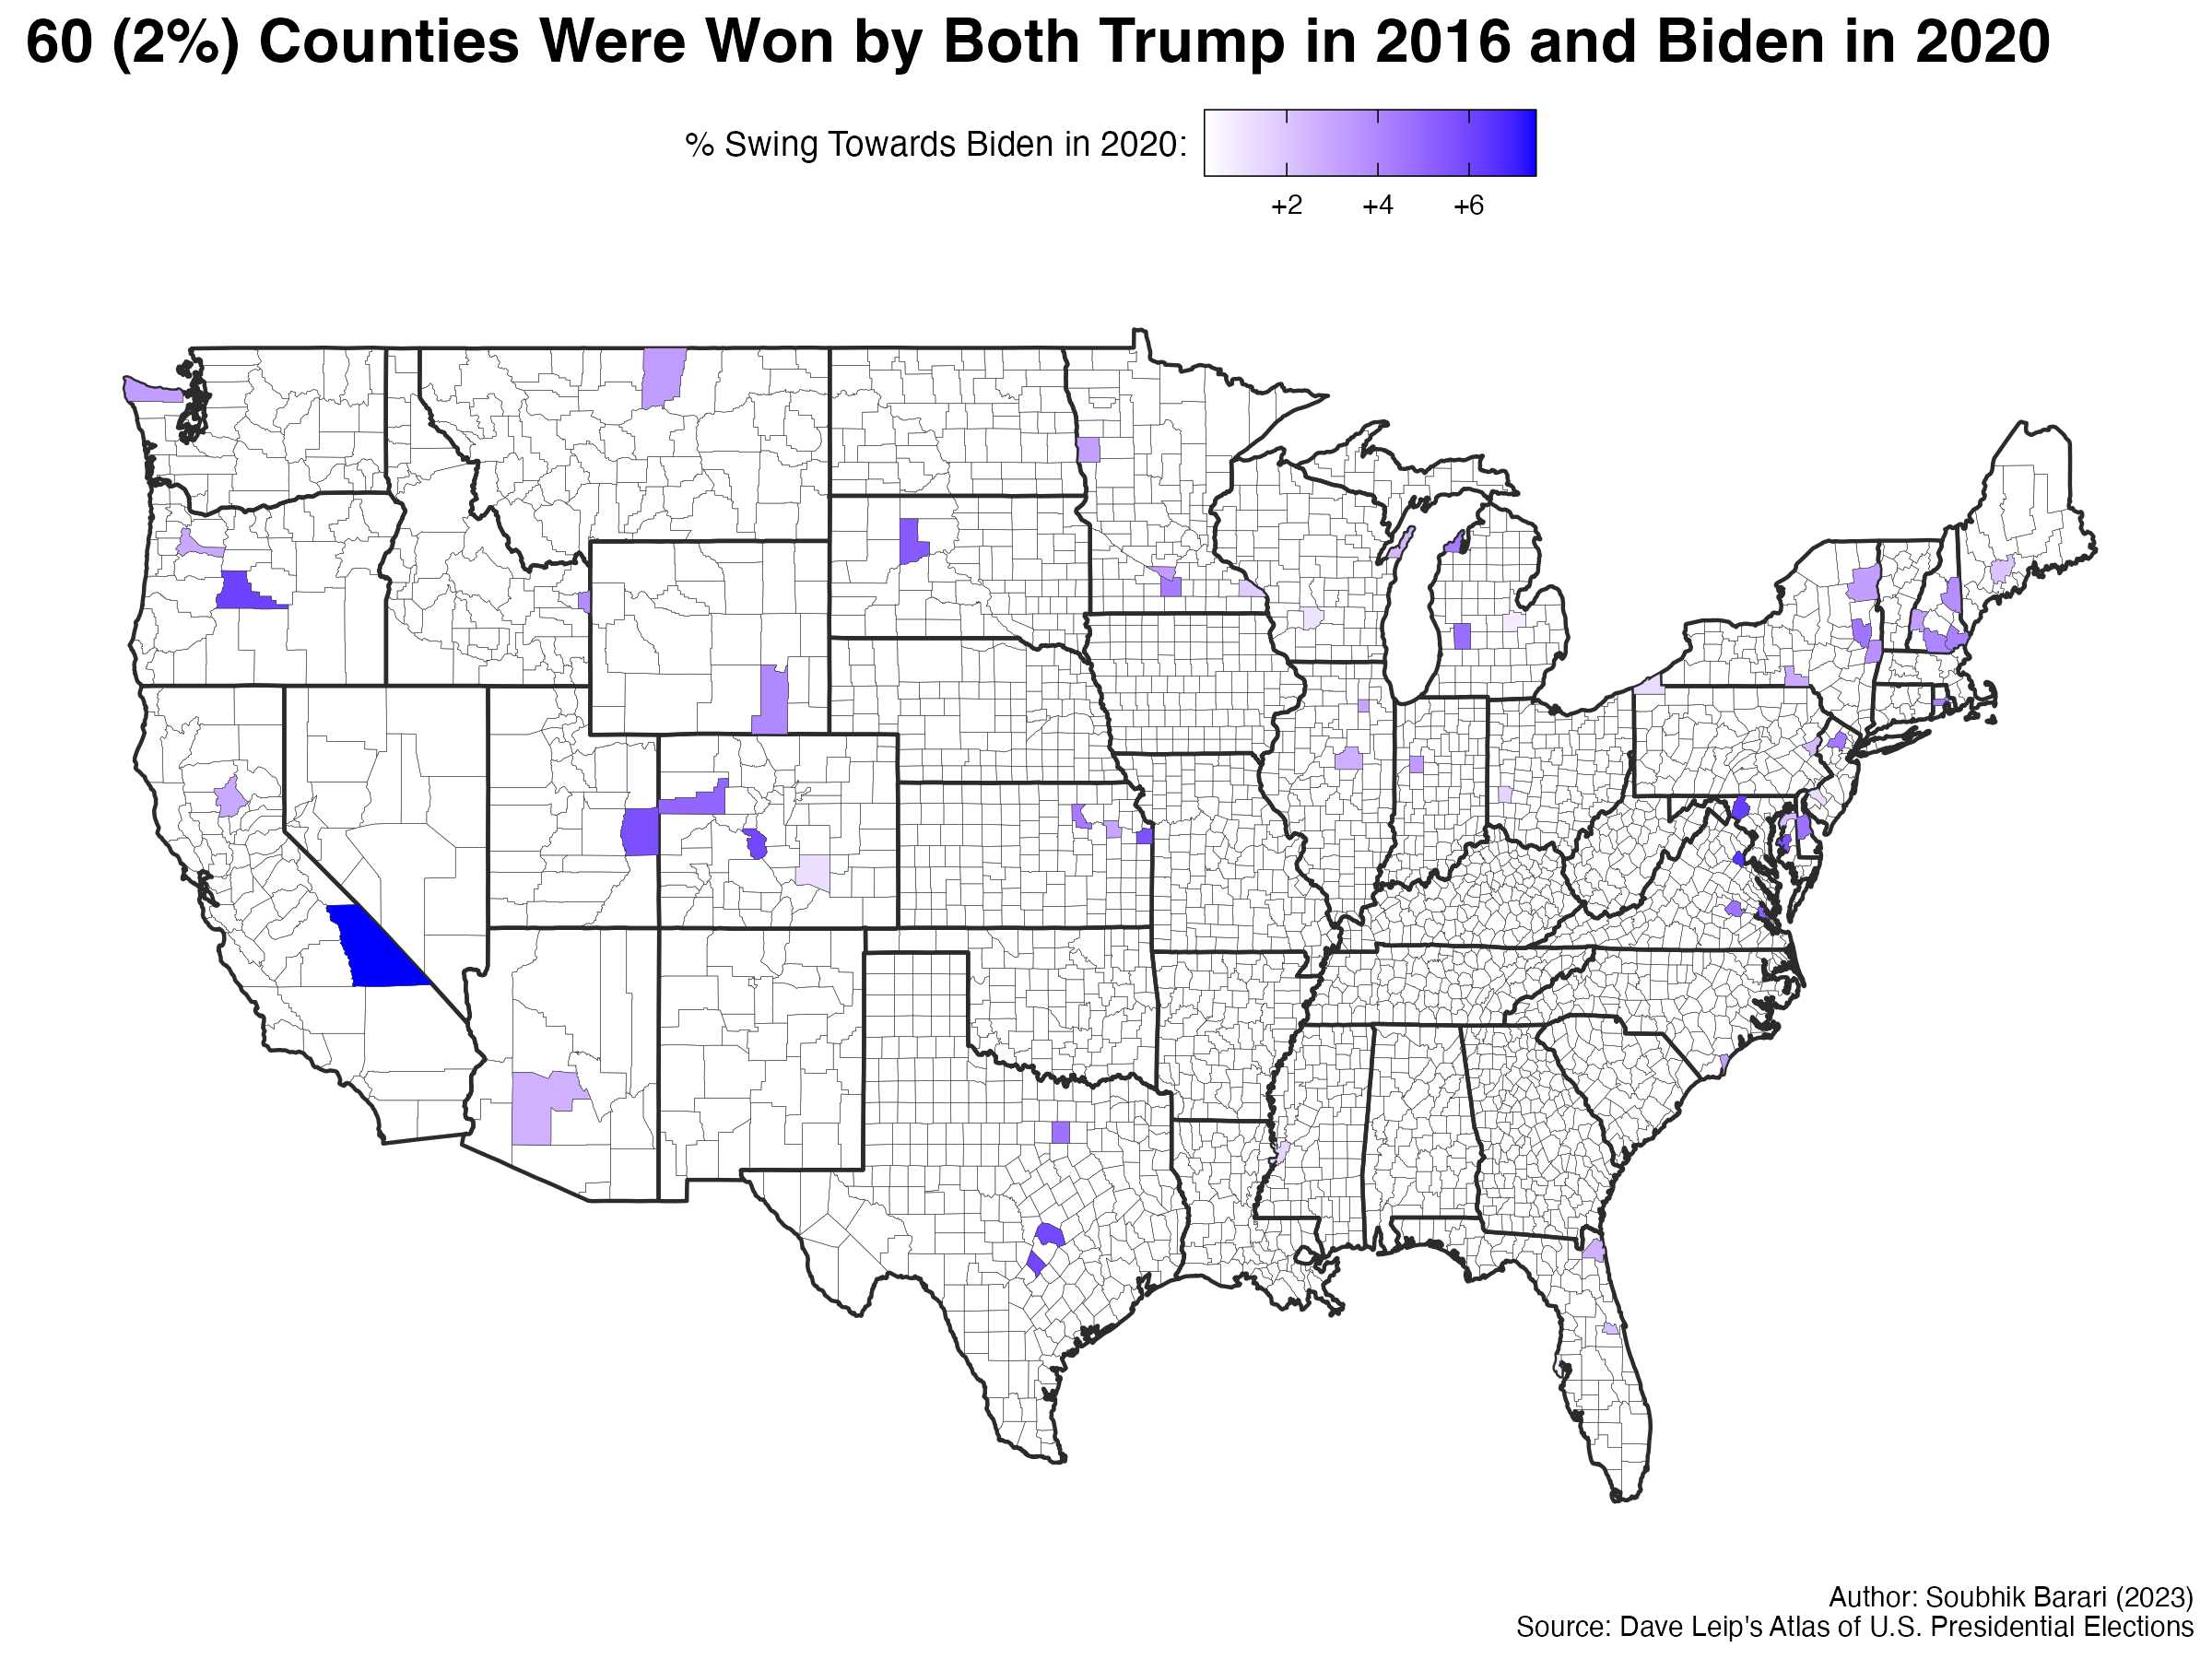 60 (2%) Counties Were Won by Both Trump in 2016 and Biden in 2020
% Swing Towards Biden in 2020:
+2 +4 +6
Author: Soubhik Barari (2023)
Source: Dave Leip's Atlas of U.S. Presidential Elections